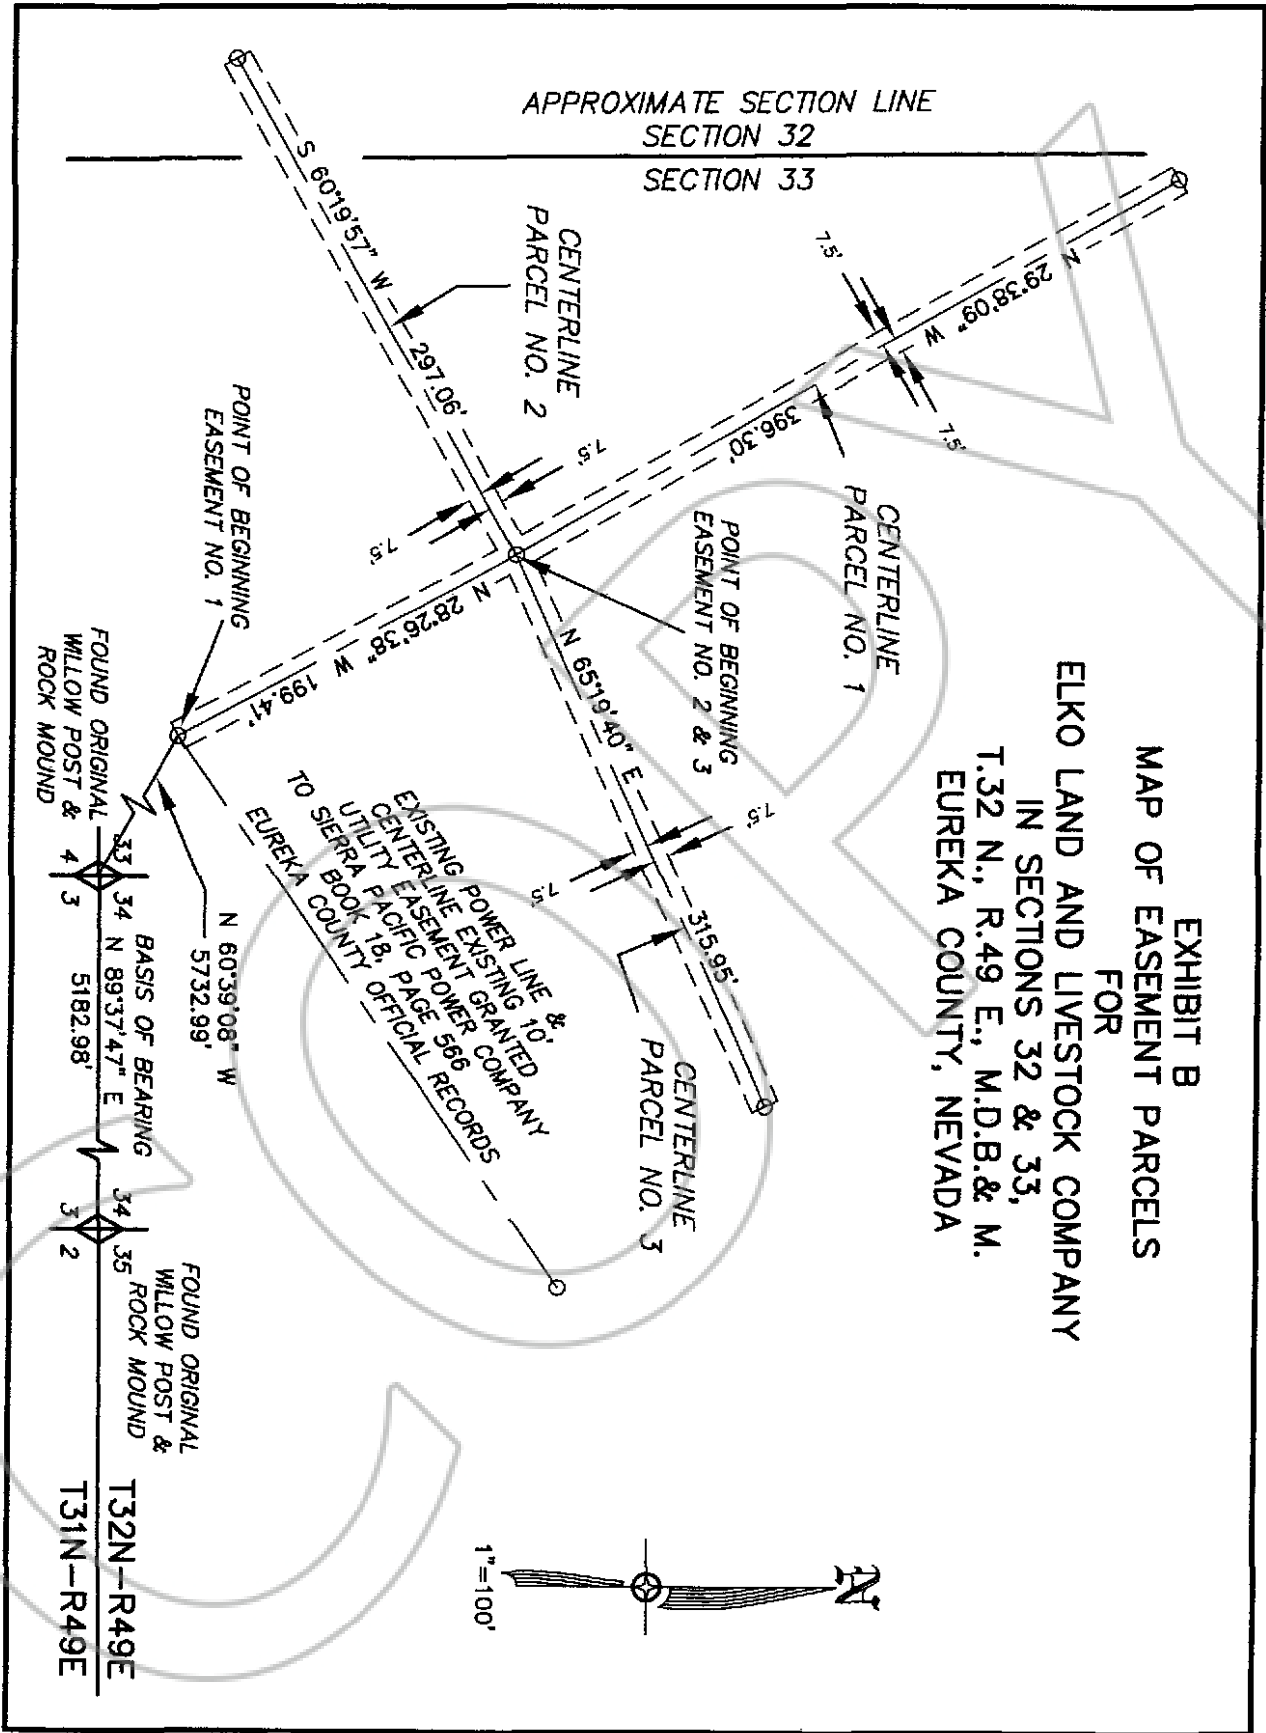 EXHIBIT B
MAP OF EASEMENT PARCELS
FOR
ELKO LAND AND LIVESTOCK COMPANY
IN SECTIONS 32 & 33,
T.32 N., R.49 E., M.D.B.& M.
EUREKA COUNTY, NEVADA
APPROXIMATE SECTION LINE
SECTION 32
SECTION 33
N 29°38'09" W
396.30'
7.5'
7.5'
CENTERLINE
PARCEL NO. 1
S 60°19'57" W
297.06'
CENTERLINE
PARCEL NO. 2
7.5'
7.5'
POINT OF BEGINNING
EASEMENT NO. 2 & 3
N 65°19'40" E
315.95'
7.5'
7.5'
CENTERLINE
PARCEL NO. 3
N 28°26'38" W
199.41'
POINT OF BEGINNING
EASEMENT NO. 1
EXISTING POWER LINE &
CENTERLINE EXISTING 10'
UTILITY EASEMENT GRANTED
TO SIERRA PACIFIC POWER COMPANY
BOOK 18, PAGE 566
EUREKA COUNTY OFFICIAL RECORDS
N 60°39'08" W
5732.99'
FOUND ORIGINAL
WILLOW POST &
ROCK MOUND
33 34
4 3
BASIS OF BEARING
N 89°37'47" E
5182.98'
34 35
3 2
FOUND ORIGINAL
WILLOW POST &
ROCK MOUND
T32N-R49E
T31N-R49E
N
1"=100'
COPY